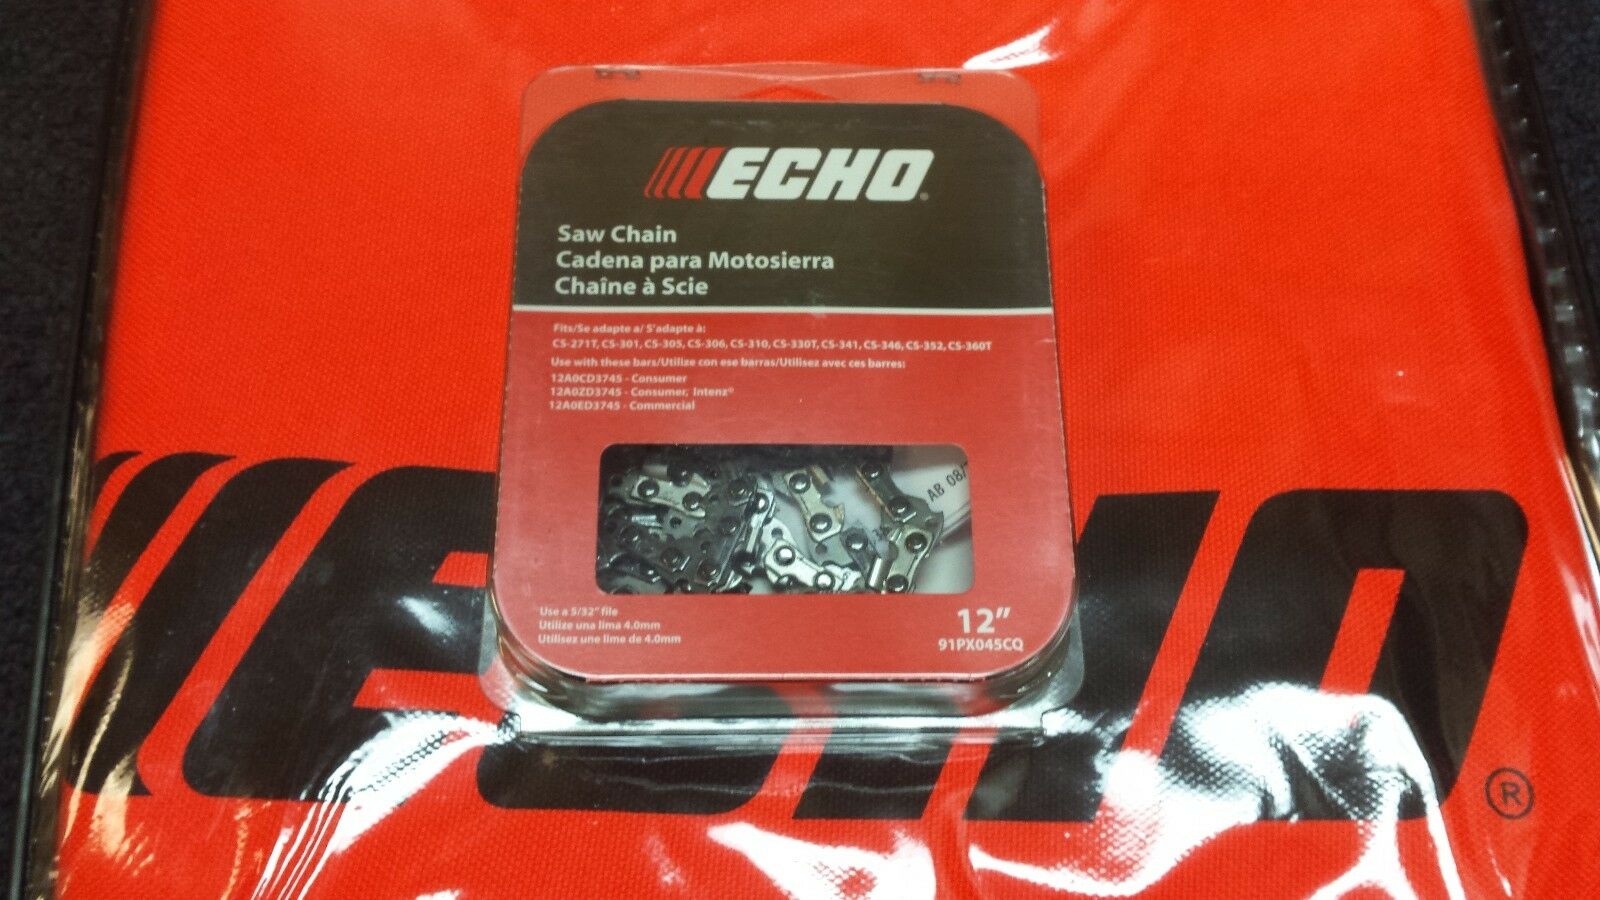 ECHO®
Saw Chain
Cadena para Motosierra
Chaîne à Scie
Fits/Se adapte a/ S'adapte à:
CS-271T, CS-301, CS-305, CS-306, CS-310, CS-330T, CS-341, CS-346, CS-352, CS-360T
Use with these bars/Utilize con ese barras/Utilisez avec ces barres:
12A0CD3745 - Consumer
12A0ZD3745 - Consumer, Intenz®
12A0ED3745 - Commercial
AB 08/
Use a 5/32" file
Utilize una lima 4.0mm
Utilisez une lime de 4.0mm
12"
91PX045CQ
ECHO®